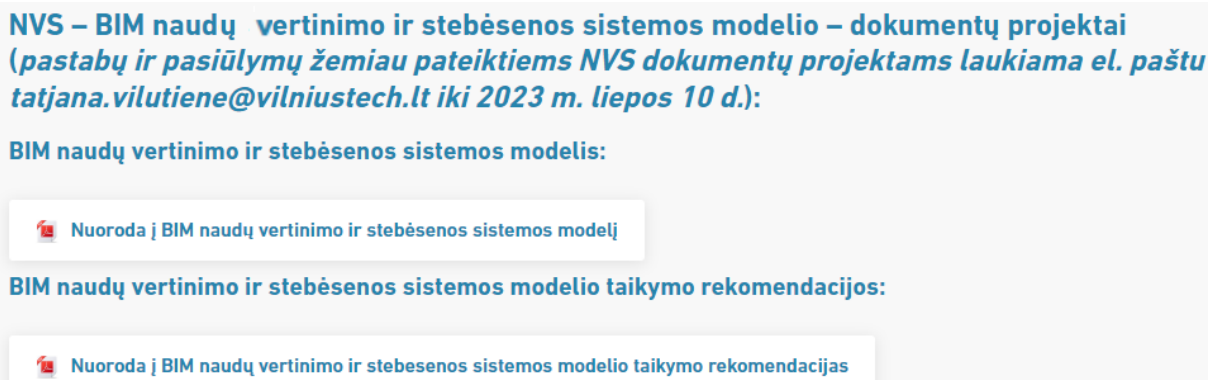 NVS – BIM naudų vertinimo ir stebėsenos sistemos modelio – dokumentų projektai
(pastabų ir pasiūlymų žemiau pateiktiems NVS dokumentų projektams laukiama el. paštu
tatjana.vilutiene@vilniustech.lt iki 2023 m. liepos 10 d.):
BIM naudų vertinimo ir stebėsenos sistemos modelis:
Nuoroda į BIM naudų vertinimo ir stebėsenos sistemos modelį
BIM naudų vertinimo ir stebėsenos sistemos modelio taikymo rekomendacijos:
Nuoroda į BIM naudų vertinimo ir stebesenos sistemos modelio taikymo rekomendacijas